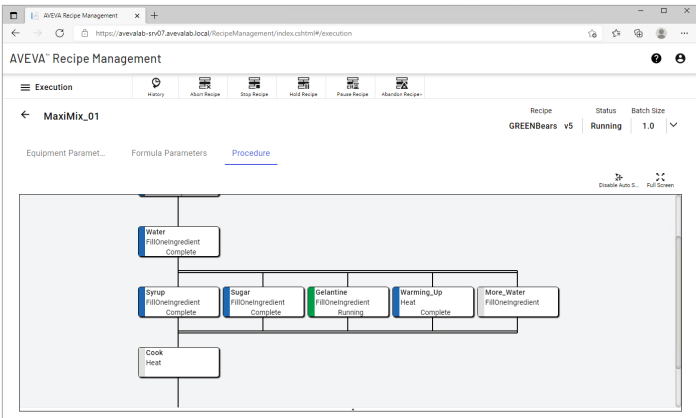 AVEVA Recipe Management
https://avevalab-srv07.avevalab.local/RecipeManagement/index.cshtml#/execution
AVEVA™ Recipe Management
Execution
History
Abort Recipe
Stop Recipe
Hold Recipe
Pause Recipe
Abandon Recipe+
MaxiMix_01
Recipe
Status
Batch Size
GREENBears v5
Running
1.0
Equipment Paramet...
Formula Parameters
Procedure
Disable Auto S...
Full Screen
Water
FillOneIngredient
Complete
Syrup
FillOneIngredient
Complete
Sugar
FillOneIngredient
Complete
Gelantine
FillOneIngredient
Running
Warming_Up
Heat
Complete
More_Water
FillOneIngredient
Cook
Heat